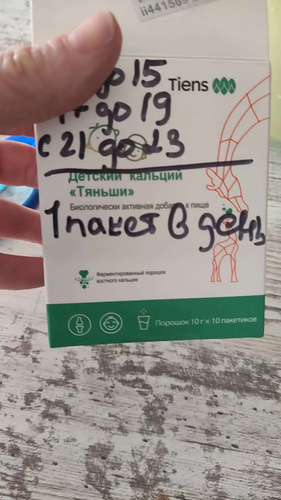 ii441569
до 15
Tiens
до 19
с 21 до 23
Детский кальций
«Тяньши»
Биологически активная добавка к пище
1 пакет в день
Ферментированный порошок
костного кальция
Порошок 10 г × 10 пакетиков